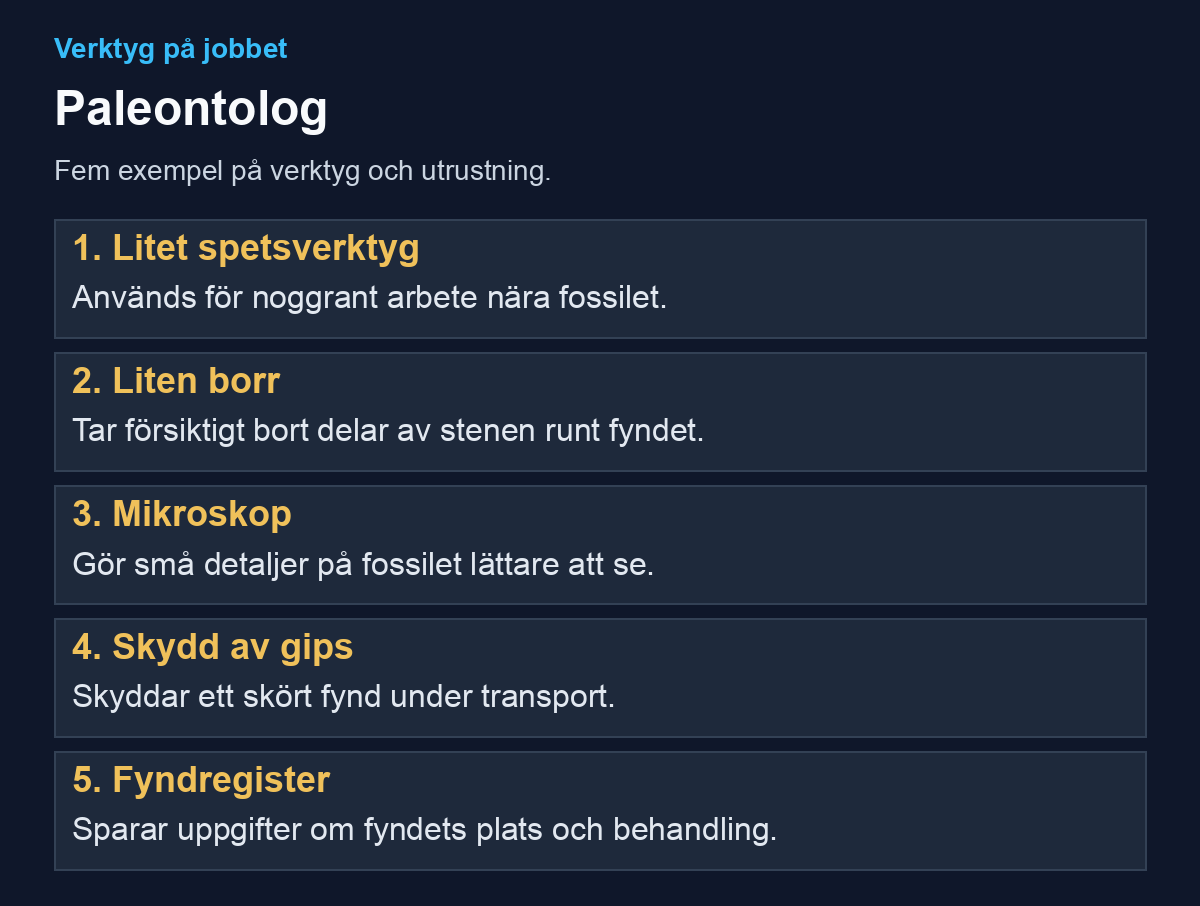 Verktyg på jobbet
Paleontolog
Fem exempel på verktyg och utrustning.
1. Litet spetsverktyg
Används för noggrant arbete nära fossilet.
2. Liten borr
Tar försiktigt bort delar av stenen runt fyndet.
3. Mikroskop
Gör små detaljer på fossilet lättare att se.
4. Skydd av gips
Skyddar ett skört fynd under transport.
5. Fyndregister
Sparar uppgifter om fyndets plats och behandling.